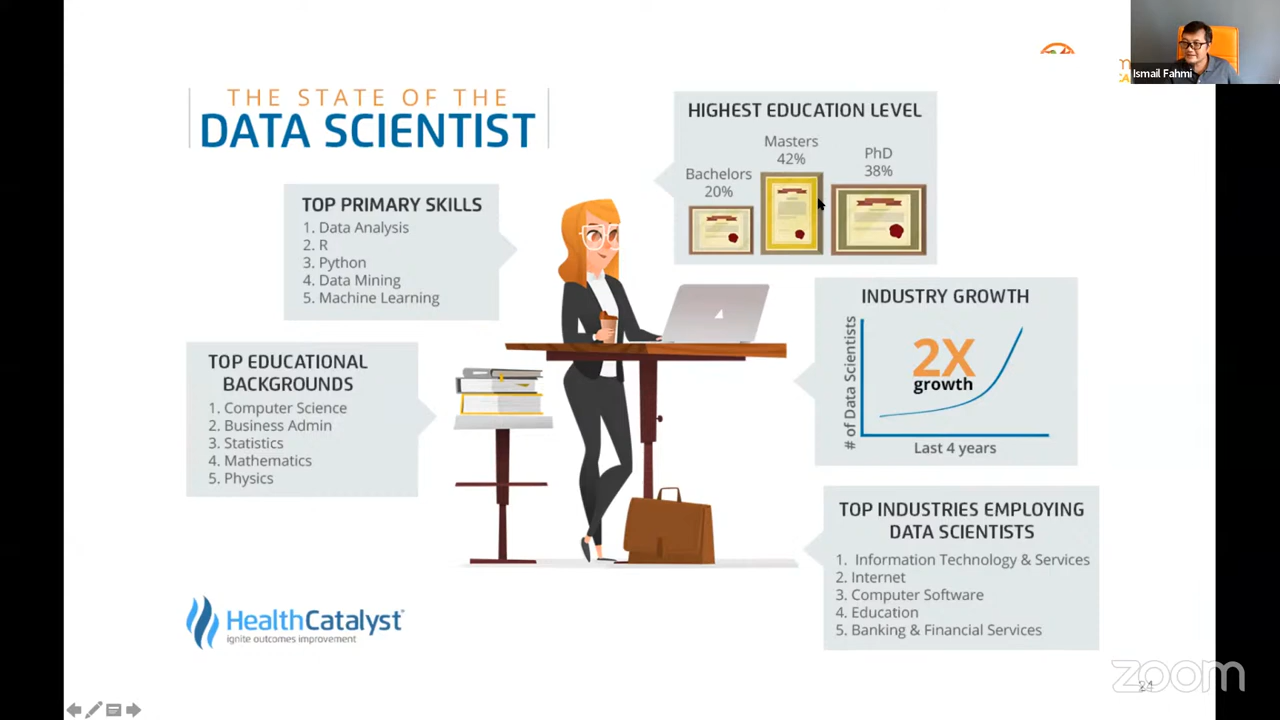 THE STATE OF THE
DATA SCIENTIST
TOP PRIMARY SKILLS
1. Data Analysis
2. R
3. Python
4. Data Mining
5. Machine Learning
TOP EDUCATIONAL
BACKGROUNDS
1. Computer Science
2. Business Admin
3. Statistics
4. Mathematics
5. Physics
HIGHEST EDUCATION LEVEL
Bachelors
20%
Masters
42%
PhD
38%
INDUSTRY GROWTH
# of Data Scientists
2X
growth
Last 4 years
TOP INDUSTRIES EMPLOYING
DATA SCIENTISTS
1. Information Technology & Services
2. Internet
3. Computer Software
4. Education
5. Banking & Financial Services
HealthCatalyst
ignite outcomes improvement
Ismail Fahmi
zoom
24